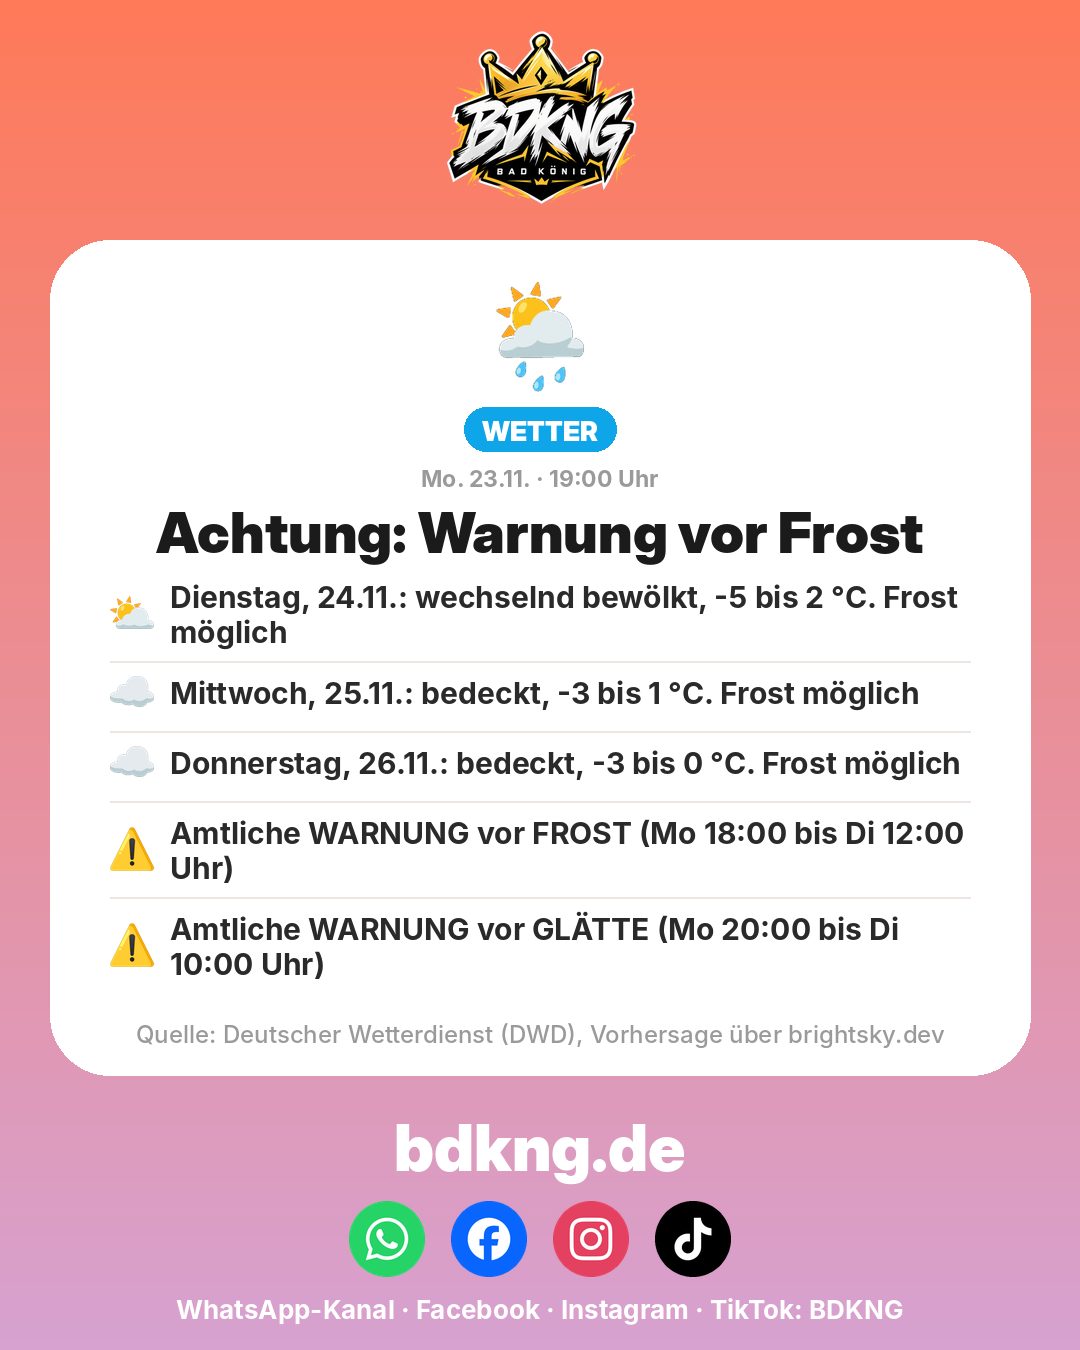 BDKNG
BAD KÖNIG
WETTER
Mo. 23.11. · 19:00 Uhr
Achtung: Warnung vor Frost
Dienstag, 24.11.: wechselnd bewölkt, -5 bis 2 °C. Frost
möglich
Mittwoch, 25.11.: bedeckt, -3 bis 1 °C. Frost möglich
Donnerstag, 26.11.: bedeckt, -3 bis 0 °C. Frost möglich
Amtliche WARNUNG vor FROST (Mo 18:00 bis Di 12:00
Uhr)
Amtliche WARNUNG vor GLÄTTE (Mo 20:00 bis Di
10:00 Uhr)
Quelle: Deutscher Wetterdienst (DWD), Vorhersage über brightsky.dev
bdkng.de
WhatsApp-Kanal · Facebook · Instagram · TikTok: BDKNG